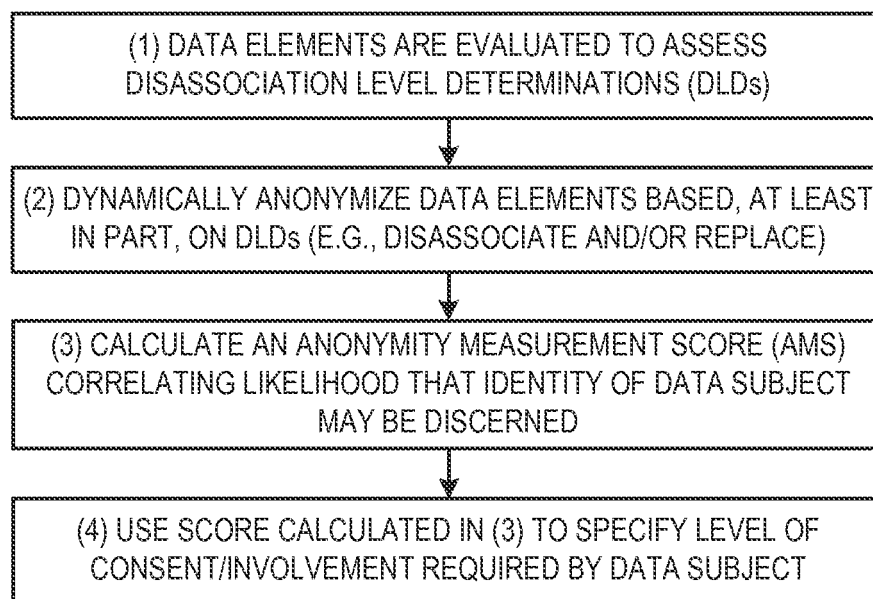 (1) DATA ELEMENTS ARE EVALUATED TO ASSESS
DISASSOCIATION LEVEL DETERMINATIONS (DLDs)
(2) DYNAMICALLY ANONYMIZE DATA ELEMENTS BASED, AT LEAST
IN PART, ON DLDs (E.G., DISASSOCIATE AND/OR REPLACE)
(3) CALCULATE AN ANONYMITY MEASUREMENT SCORE (AMS)
CORRELATING LIKELIHOOD THAT IDENTITY OF DATA SUBJECT
MAY BE DISCERNED
(4) USE SCORE CALCULATED IN (3) TO SPECIFY LEVEL OF
CONSENT/INVOLVEMENT REQUIRED BY DATA SUBJECT